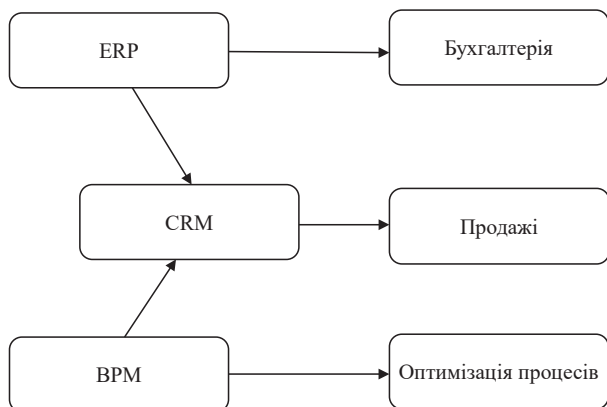 ERP
Бухгалтерія
CRM
Продажі
BPM
Оптимізація процесів